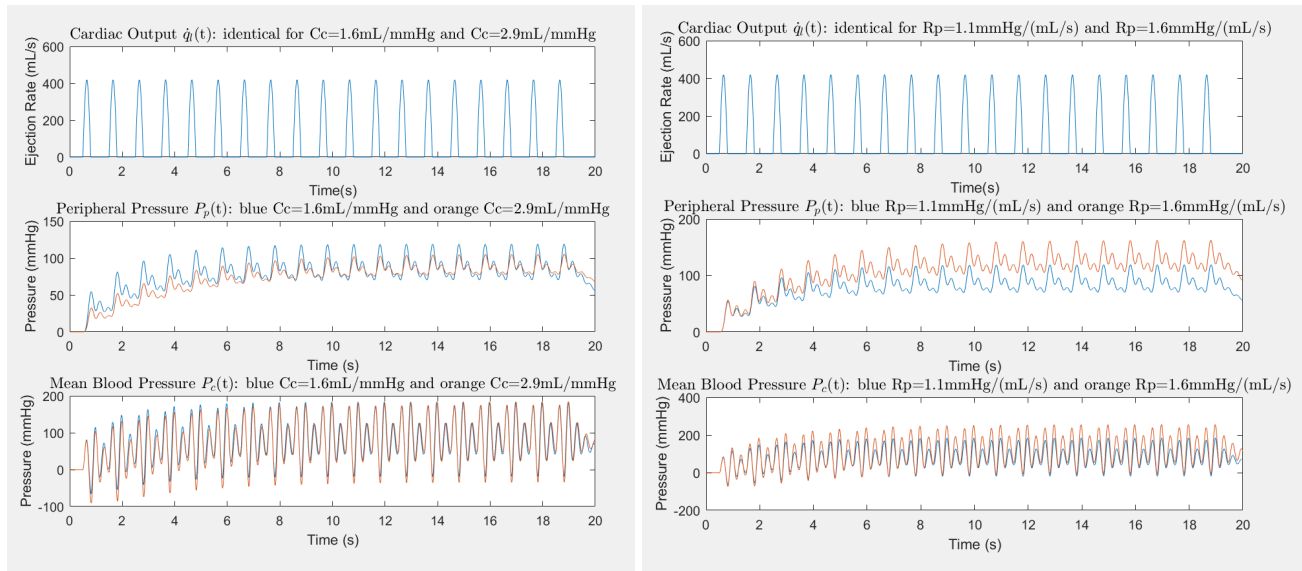 Cardiac Output q̇ₗ(t): identical for Cc=1.6mL/mmHg and Cc=2.9mL/mmHg
Ejection Rate (mL/s)
600
400
200
0
0 2 4 6 8 10 12 14 16 18 20
Time(s)
Peripheral Pressure Pₚ(t): blue Cc=1.6mL/mmHg and orange Cc=2.9mL/mmHg
Pressure (mmHg)
150
100
50
0
0 2 4 6 8 10 12 14 16 18 20
Time (s)
Mean Blood Pressure P_c(t): blue Cc=1.6mL/mmHg and orange Cc=2.9mL/mmHg
Pressure (mmHg)
200
100
0
-100
0 2 4 6 8 10 12 14 16 18 20
Time (s)
Cardiac Output q̇ₗ(t): identical for Rp=1.1mmHg/(mL/s) and Rp=1.6mmHg/(mL/s)
Ejection Rate (mL/s)
600
400
200
0
0 2 4 6 8 10 12 14 16 18 20
Time(s)
Peripheral Pressure Pₚ(t): blue Rp=1.1mmHg/(mL/s) and orange Rp=1.6mmHg/(mL/s)
Pressure (mmHg)
200
100
0
0 2 4 6 8 10 12 14 16 18 20
Time (s)
Mean Blood Pressure P_c(t): blue Rp=1.1mmHg/(mL/s) and orange Rp=1.6mmHg/(mL/s)
Pressure (mmHg)
400
200
0
-200
0 2 4 6 8 10 12 14 16 18 20
Time (s)